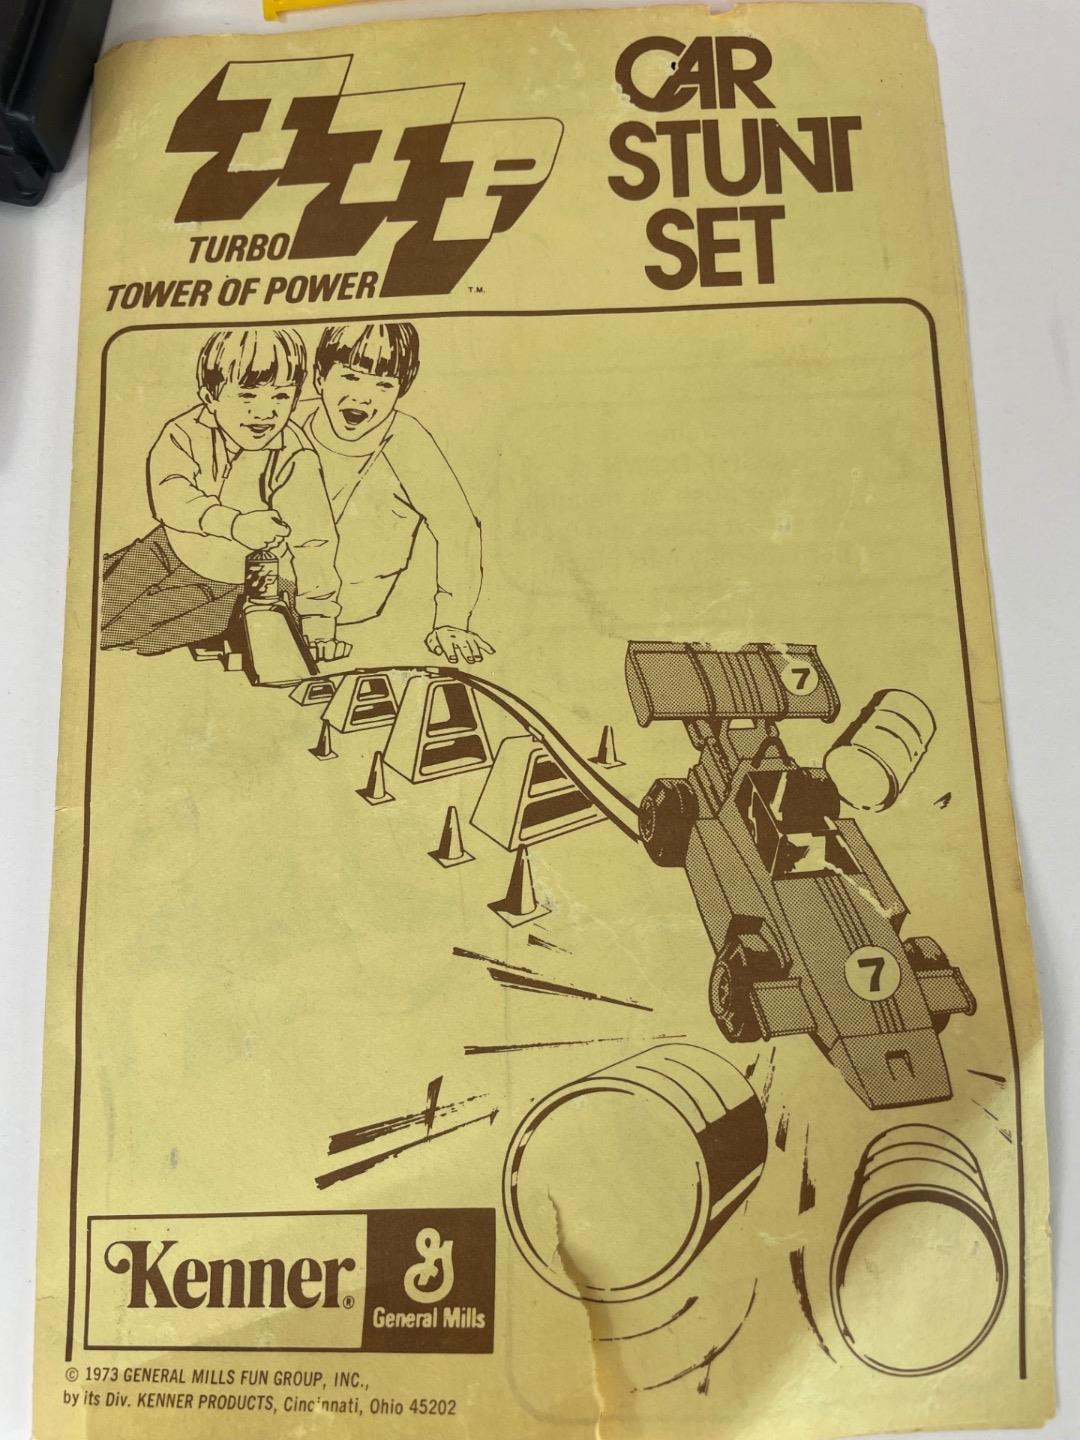 TTP
TURBO
TOWER OF POWER T.M.
CAR
STUNT
SET
7
7
Kenner®
G
General Mills
© 1973 GENERAL MILLS FUN GROUP, INC.,
by its Div. KENNER PRODUCTS, Cincinnati, Ohio 45202